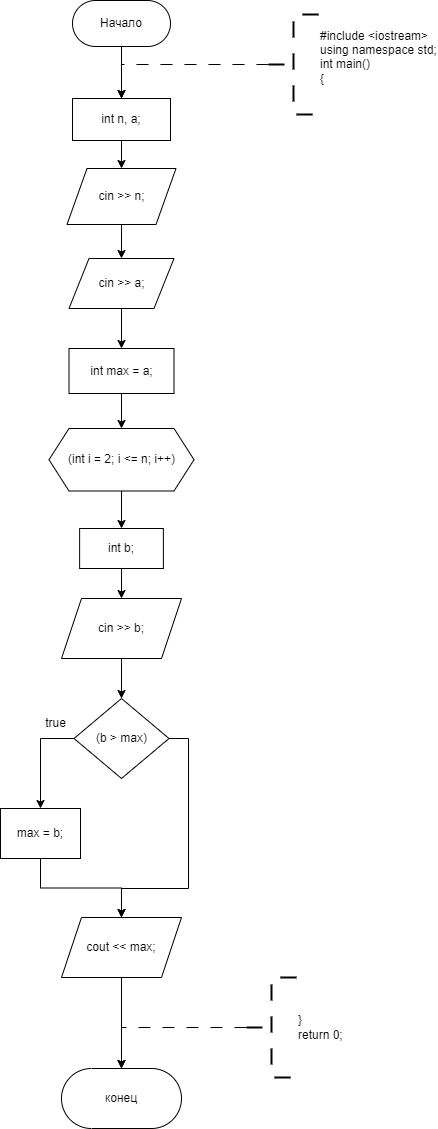 Начало
#include <iostream>
using namespace std;
int main()
{
int n, a;
cin >> n;
cin >> a;
int max = a;
(int i = 2; i <= n; i++)
int b;
cin >> b;
true
(b > max)
max = b;
cout << max;
}
return 0;
конец